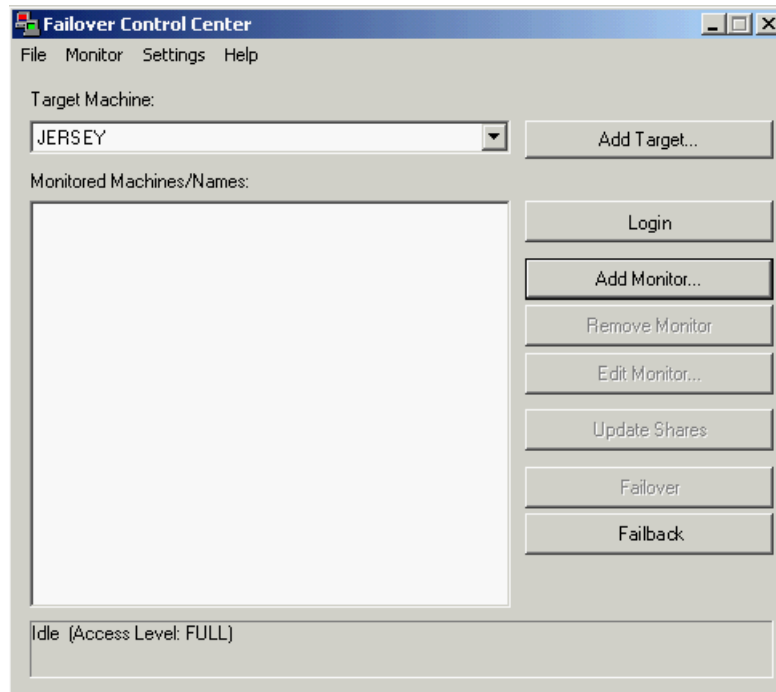 Failover Control Center
File Monitor Settings Help
Target Machine:
JERSEY
Add Target...
Monitored Machines/Names:
Login
Add Monitor...
Remove Monitor
Edit Monitor...
Update Shares
Failover
Failback
Idle (Access Level: FULL)